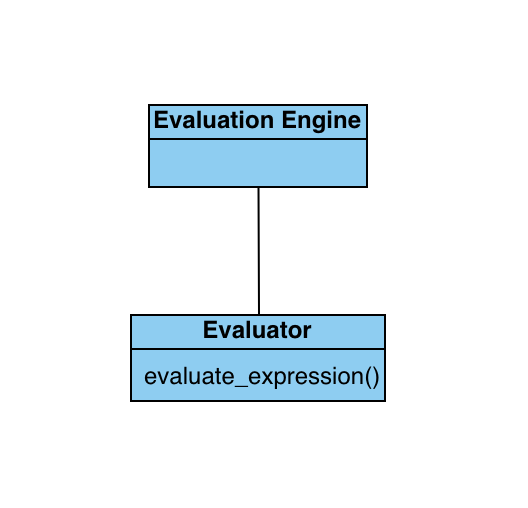 Evaluation Engine
Evaluator
evaluate_expression()